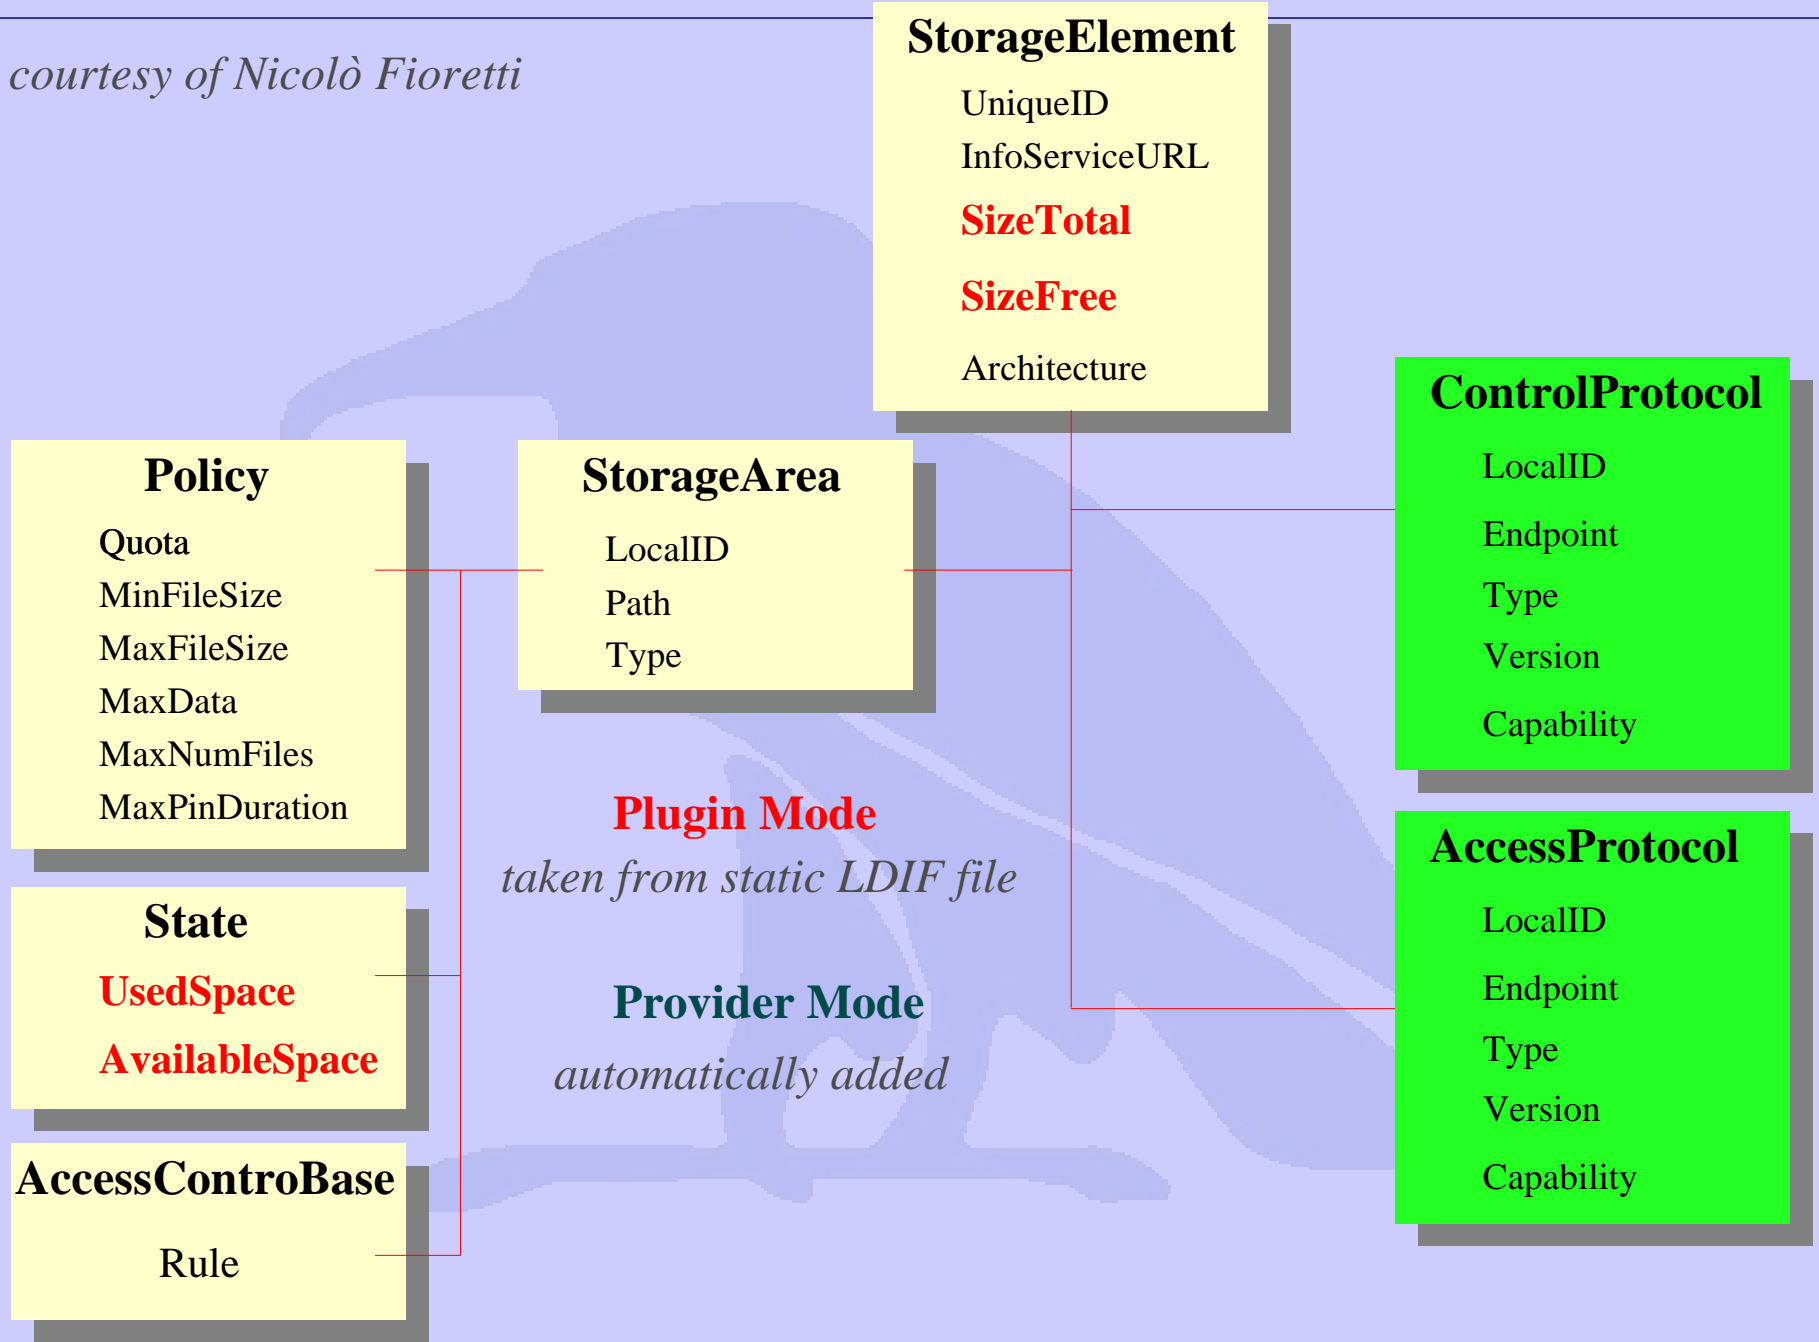 courtesy of Nicolò Fioretti
StorageElement
UniqueID
InfoServiceURL
SizeTotal
SizeFree
Architecture
Policy
Quota
MinFileSize
MaxFileSize
MaxData
MaxNumFiles
MaxPinDuration
StorageArea
LocalID
Path
Type
ControlProtocol
LocalID
Endpoint
Type
Version
Capability
Plugin Mode
taken from static LDIF file
Provider Mode
automatically added
State
UsedSpace
AvailableSpace
AccessProtocol
LocalID
Endpoint
Type
Version
Capability
AccessControBase
Rule